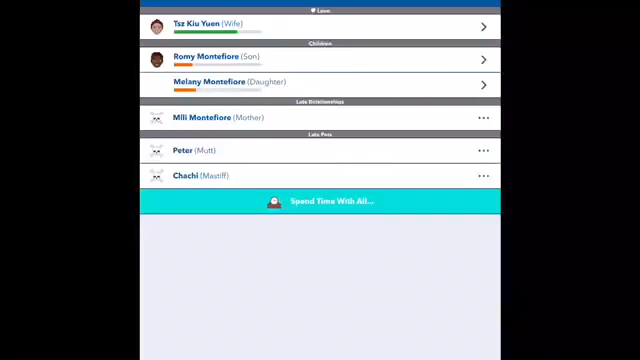 Love
Tsz Kiu Yuen (Wife)
Children
Romy Montefiore (Son)
Melany Montefiore (Daughter)
Late Relationships
Mili Montefiore (Mother)
Late Pets
Peter (Mutt)
Chachi (Mastiff)
Spend Time With All...